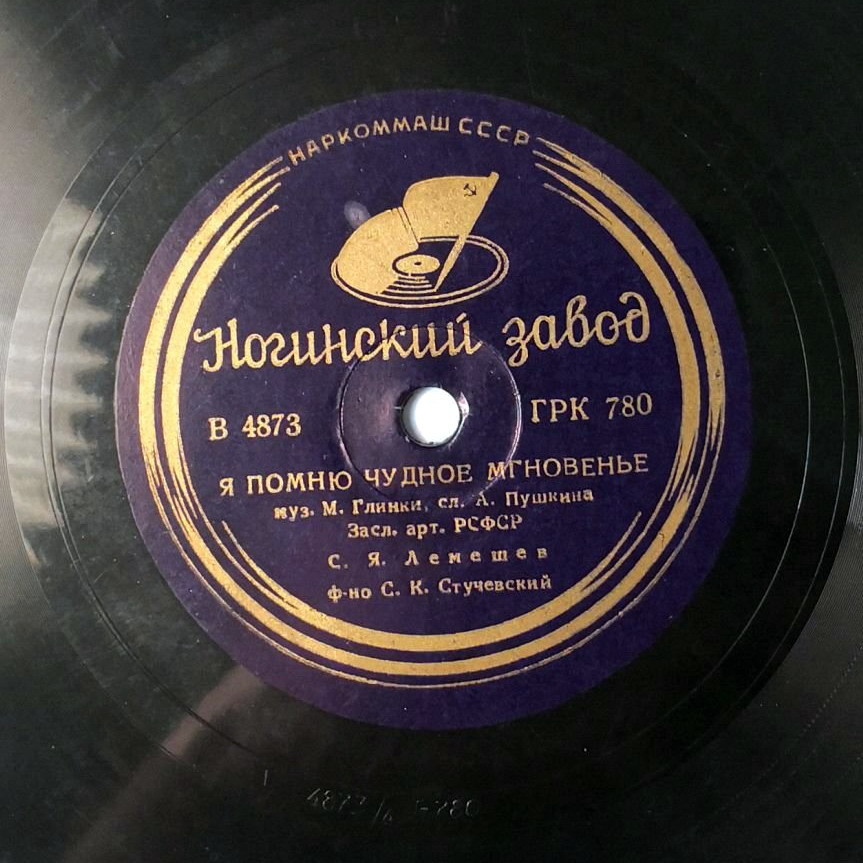 НАРКОММАШ СССР
Ногинский завод
В 4873 ГРК 780
Я ПОМНЮ ЧУДНОЕ МГНОВЕНЬЕ
муз. М. Глинки, сл. А. Пушкина
Засл. арт. РСФСР
С. Я. Лемешев
ф-но С. К. Стучевский